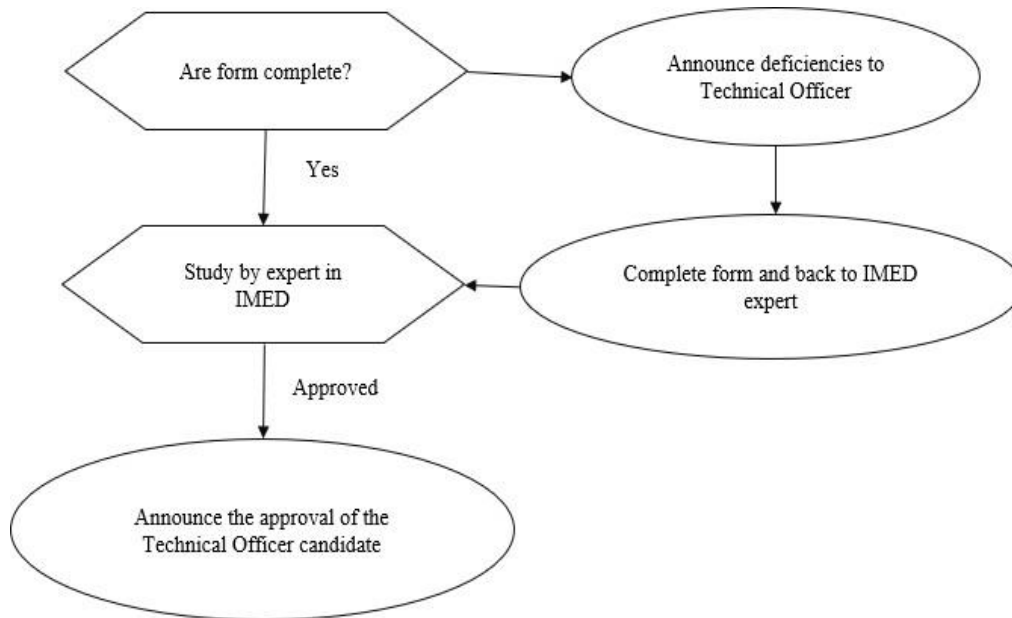 Are form complete?
Announce deficiencies to
Technical Officer
Yes
Study by expert in
IMED
Complete form and back to IMED
expert
Approved
Announce the approval of the
Technical Officer candidate